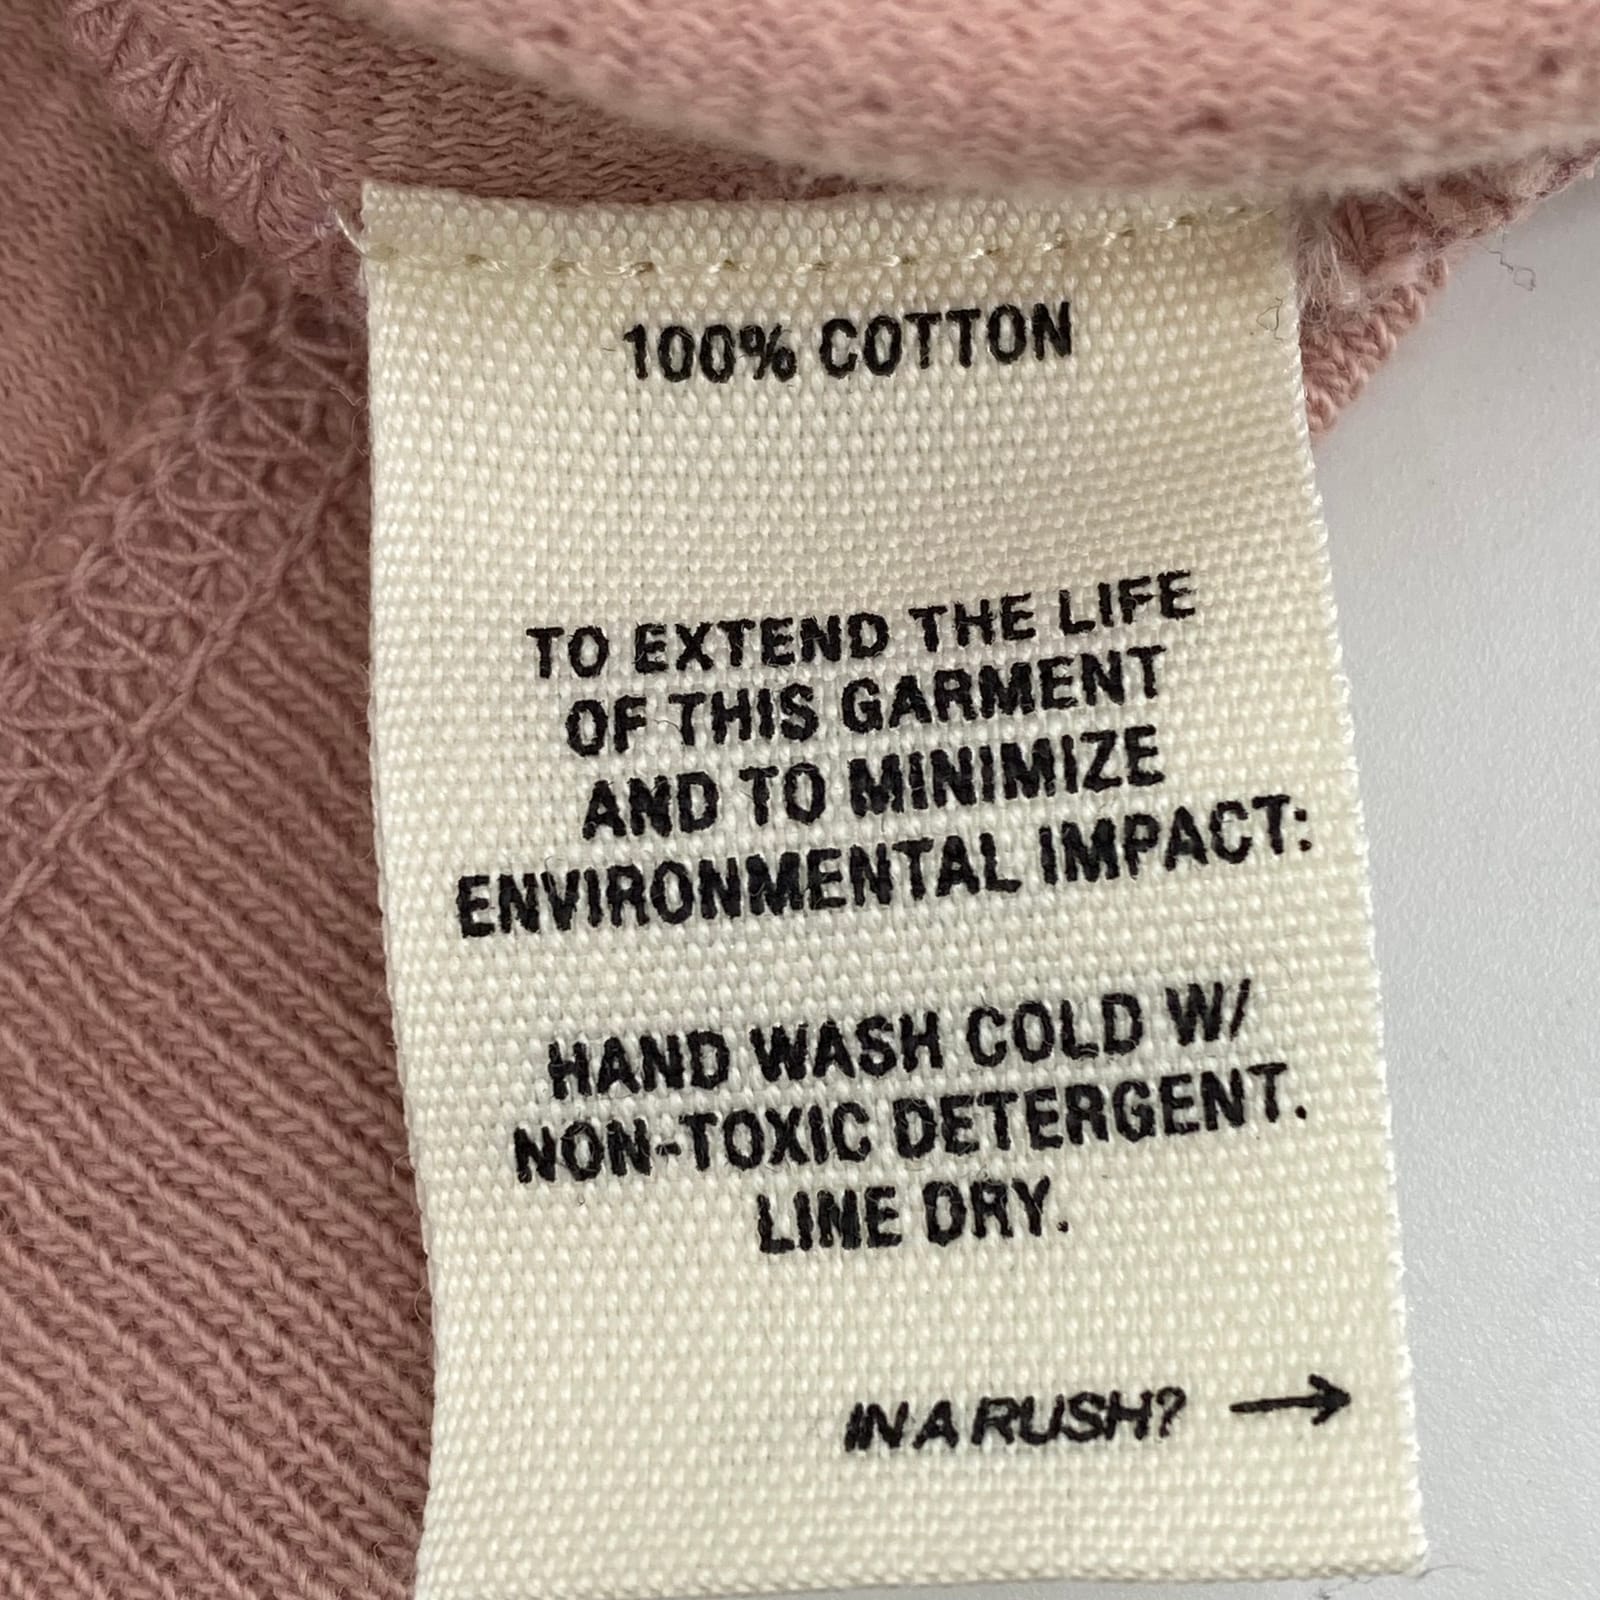 100% COTTON
TO EXTEND THE LIFE
OF THIS GARMENT
AND TO MINIMIZE
ENVIRONMENTAL IMPACT:
HAND WASH COLD W/
NON-TOXIC DETERGENT.
LINE DRY.
IN A RUSH? →